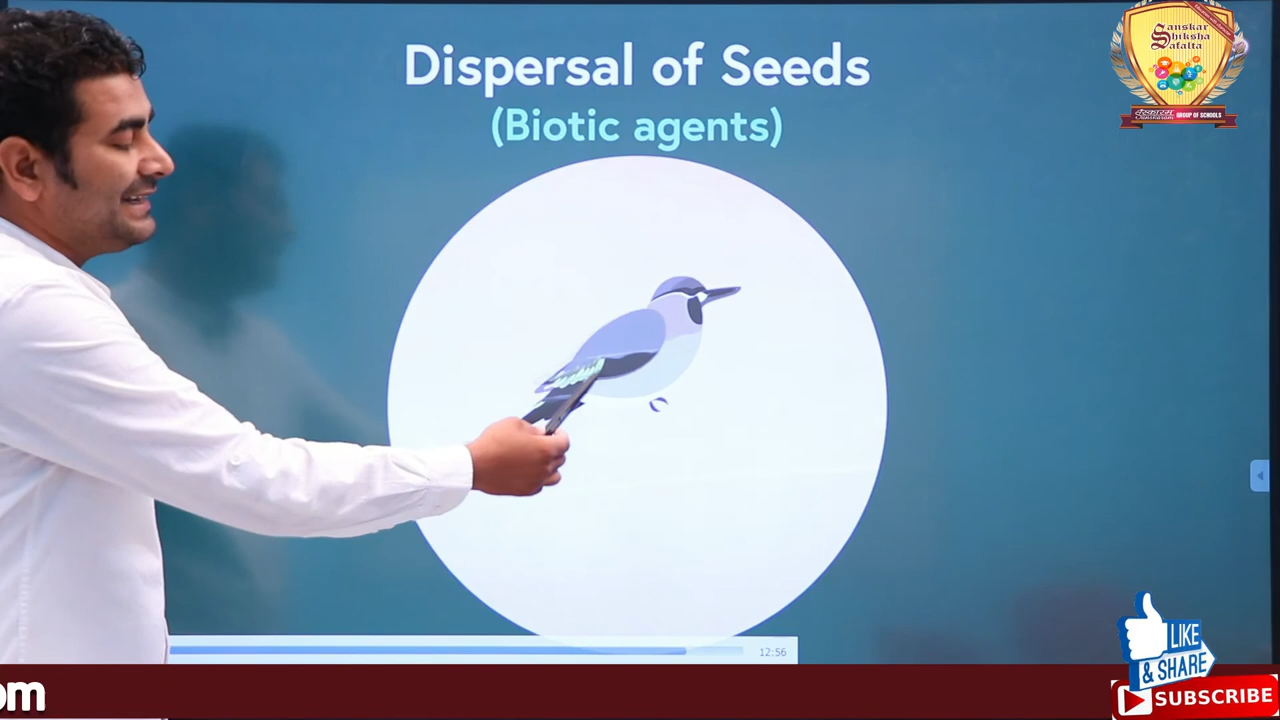 Dispersal of Seeds
(Biotic agents)
Sanskar
Shiksha
Safalta
GROUP OF SCHOOLS
12:56
LIKE
& SHARE
SUBSCRIBE
om